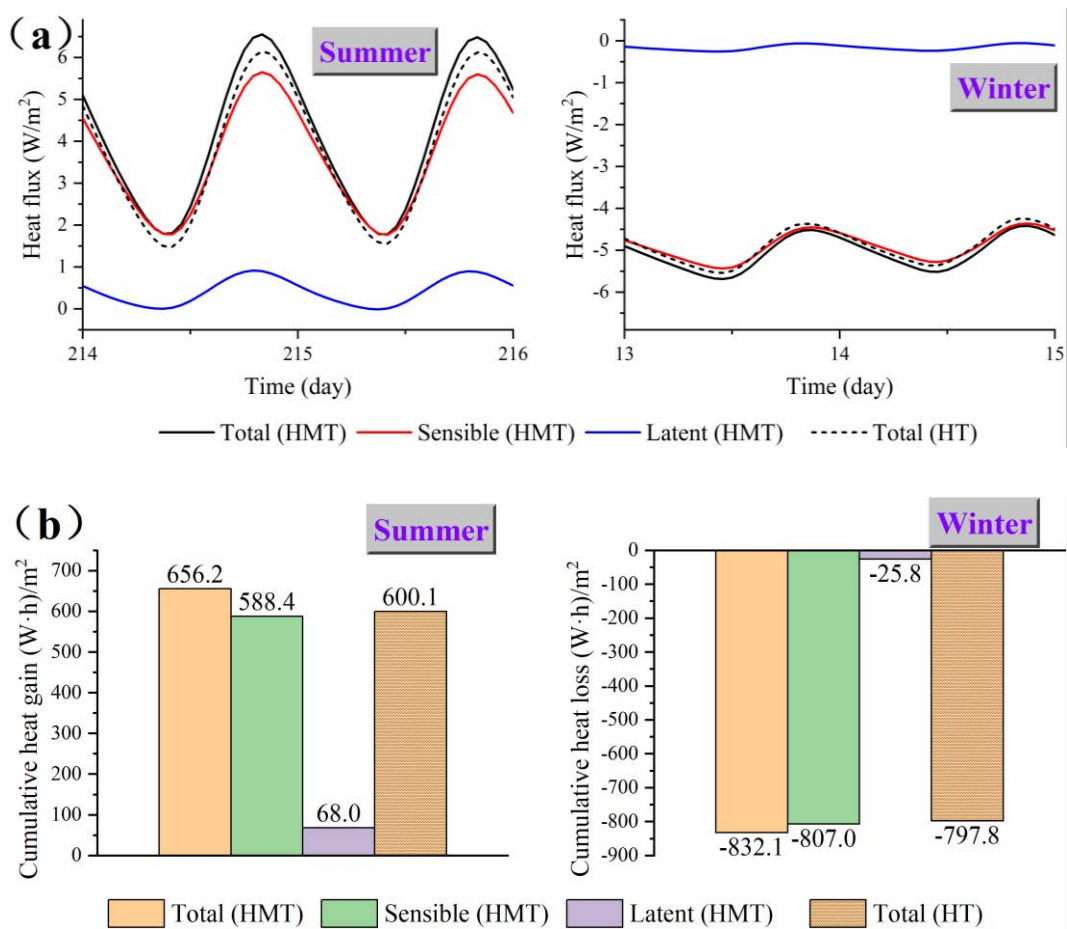 (a)
Summer
Heat flux (W/m²)
6
5
4
3
2
1
0
214 215 216
Time (day)
Winter
Heat flux (W/m²)
0
-1
-2
-3
-4
-5
-6
13 14 15
Time (day)
Total (HMT) Sensible (HMT) Latent (HMT) Total (HT)
(b)
Summer
Cumulative heat gain (W·h)/m²
700
600
500
400
300
200
100
0
656.2
588.4
68.0
600.1
Winter
Cumulative heat loss (W·h)/m²
0
-100
-200
-300
-400
-500
-600
-700
-800
-900
-832.1
-807.0
-25.8
-797.8
Total (HMT) Sensible (HMT) Latent (HMT) Total (HT)